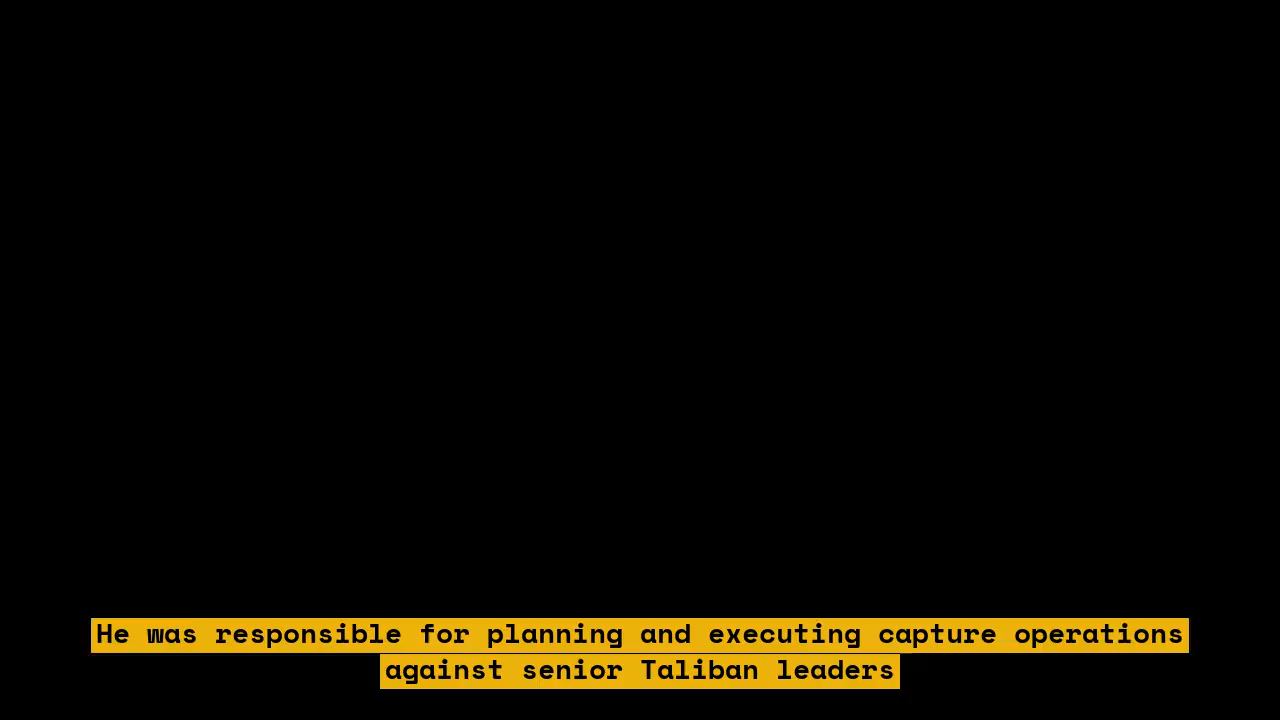 He was responsible for planning and executing capture operations
against senior Taliban leaders